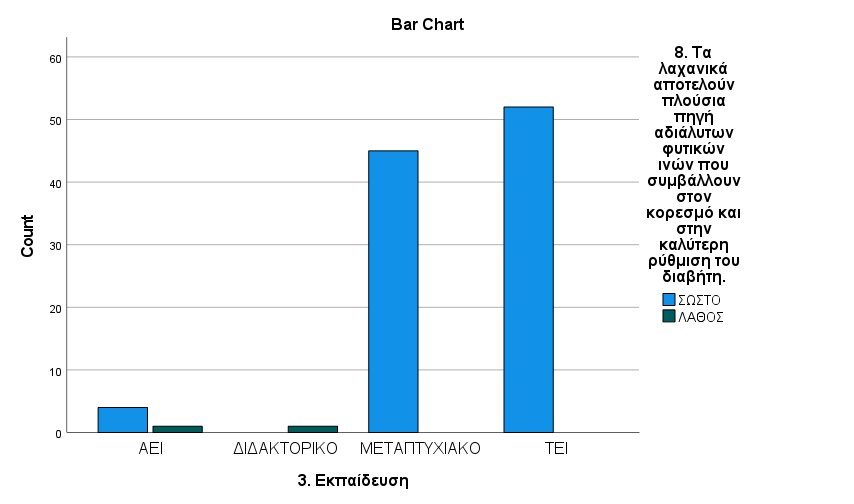 Bar Chart
Count
60
50
40
30
20
10
0
ΑΕΙ
ΔΙΔΑΚΤΟΡΙΚΟ
ΜΕΤΑΠΤΥΧΙΑΚΟ
ΤΕΙ
3. Εκπαίδευση
8. Τα
λαχανικά
αποτελούν
πλούσια
πηγή
αδιάλυτων
φυτικών
ινών που
συμβάλλουν
στον
κορεσμό και
στην
καλύτερη
ρύθμιση του
διαβήτη.
ΣΩΣΤΟ
ΛΑΘΟΣ